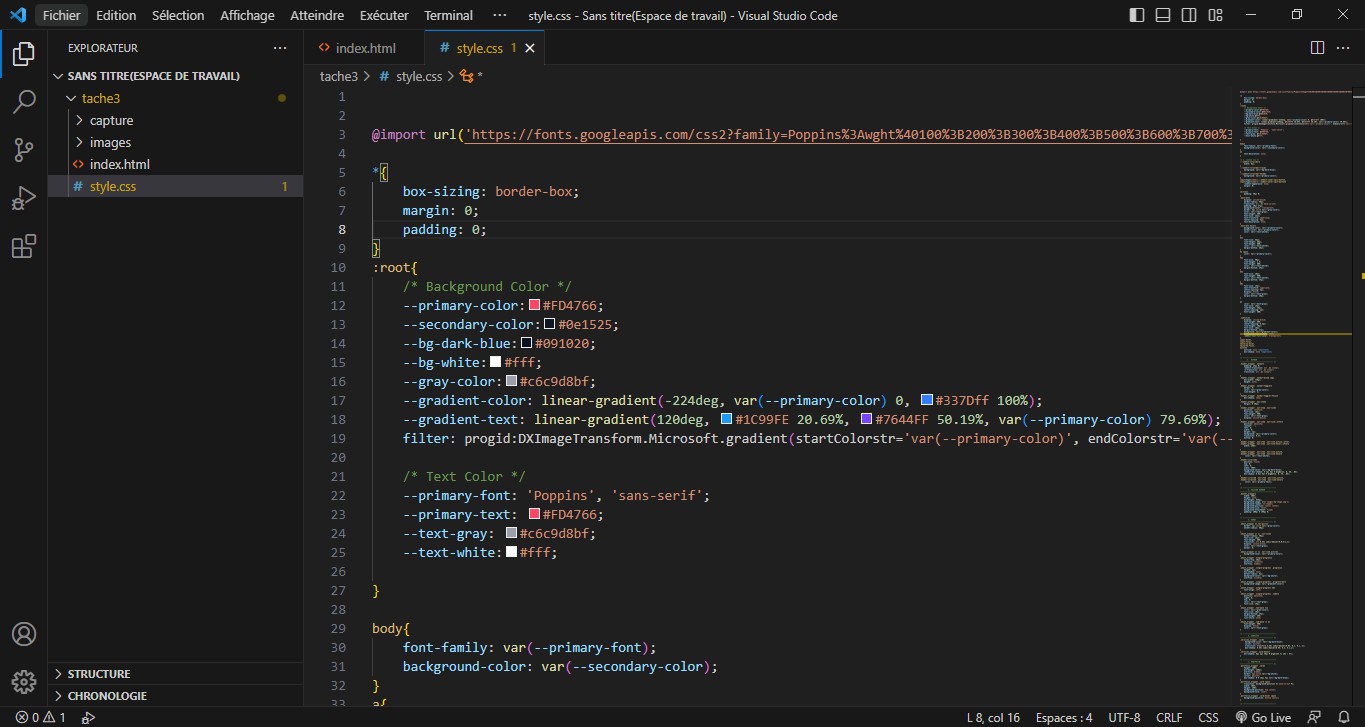 Fichier Edition Sélection Affichage Atteindre Exécuter Terminal ··· style.css - Sans titre(Espace de travail) - Visual Studio Code
EXPLORATEUR ···
SANS TITRE(ESPACE DE TRAVAIL)
tache3
capture
images
index.html
# style.css 1
STRUCTURE
CHRONOLOGIE
index.html # style.css 1
tache3 > # style.css > *
1
2
3 @import url('https://fonts.googleapis.com/css2?family=Poppins%3Awght%40100%3B200%3B300%3B400%3B500%3B600%3B700%3
4
5 *{
6 box-sizing: border-box;
7 margin: 0;
8 padding: 0;
9 }
10 :root{
11 /* Background Color */
12 --primary-color: #FD4766;
13 --secondary-color: #0e1525;
14 --bg-dark-blue: #091020;
15 --bg-white: #fff;
16 --gray-color: #c6c9d8bf;
17 --gradient-color: linear-gradient(-224deg, var(--primary-color) 0, #337Dff 100%);
18 --gradient-text: linear-gradient(120deg, #1C99FE 20.69%, #7644FF 50.19%, var(--primary-color) 79.69%);
19 filter: progid:DXImageTransform.Microsoft.gradient(startColorstr='var(--primary-color)', endColorstr='var(--
20
21 /* Text Color */
22 --primary-font: 'Poppins', 'sans-serif';
23 --primary-text: #FD4766;
24 --text-gray: #c6c9d8bf;
25 --text-white: #fff;
26
27 }
28
29 body{
30 font-family: var(--primary-font);
31 background-color: var(--secondary-color);
32 }
33 a{
0 1 L 8, col 16 Espaces : 4 UTF-8 CRLF CSS Go Live